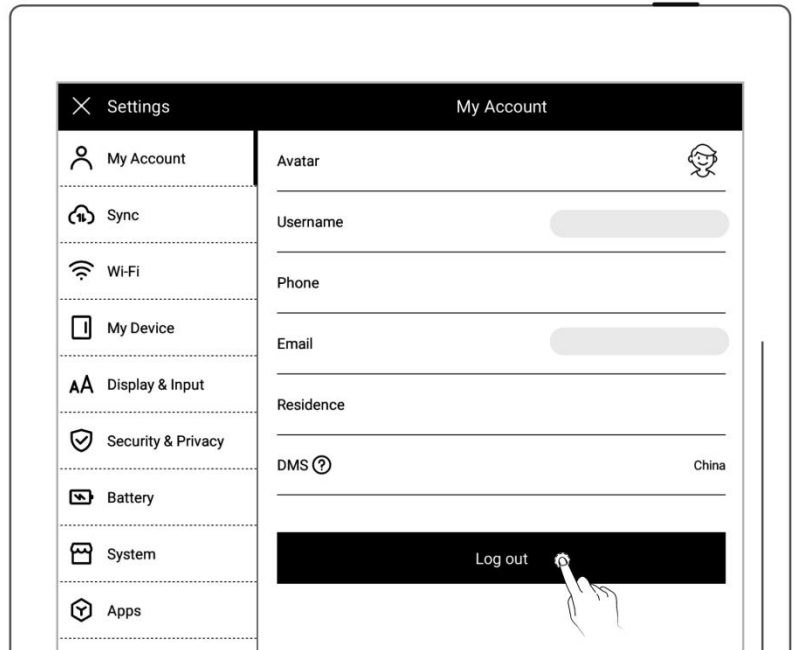 Settings
My Account
My Account
Sync
Wi-Fi
My Device
Display & Input
Security & Privacy
Battery
System
Apps
Avatar
Username
Phone
Email
Residence
DMS ?
China
Log out